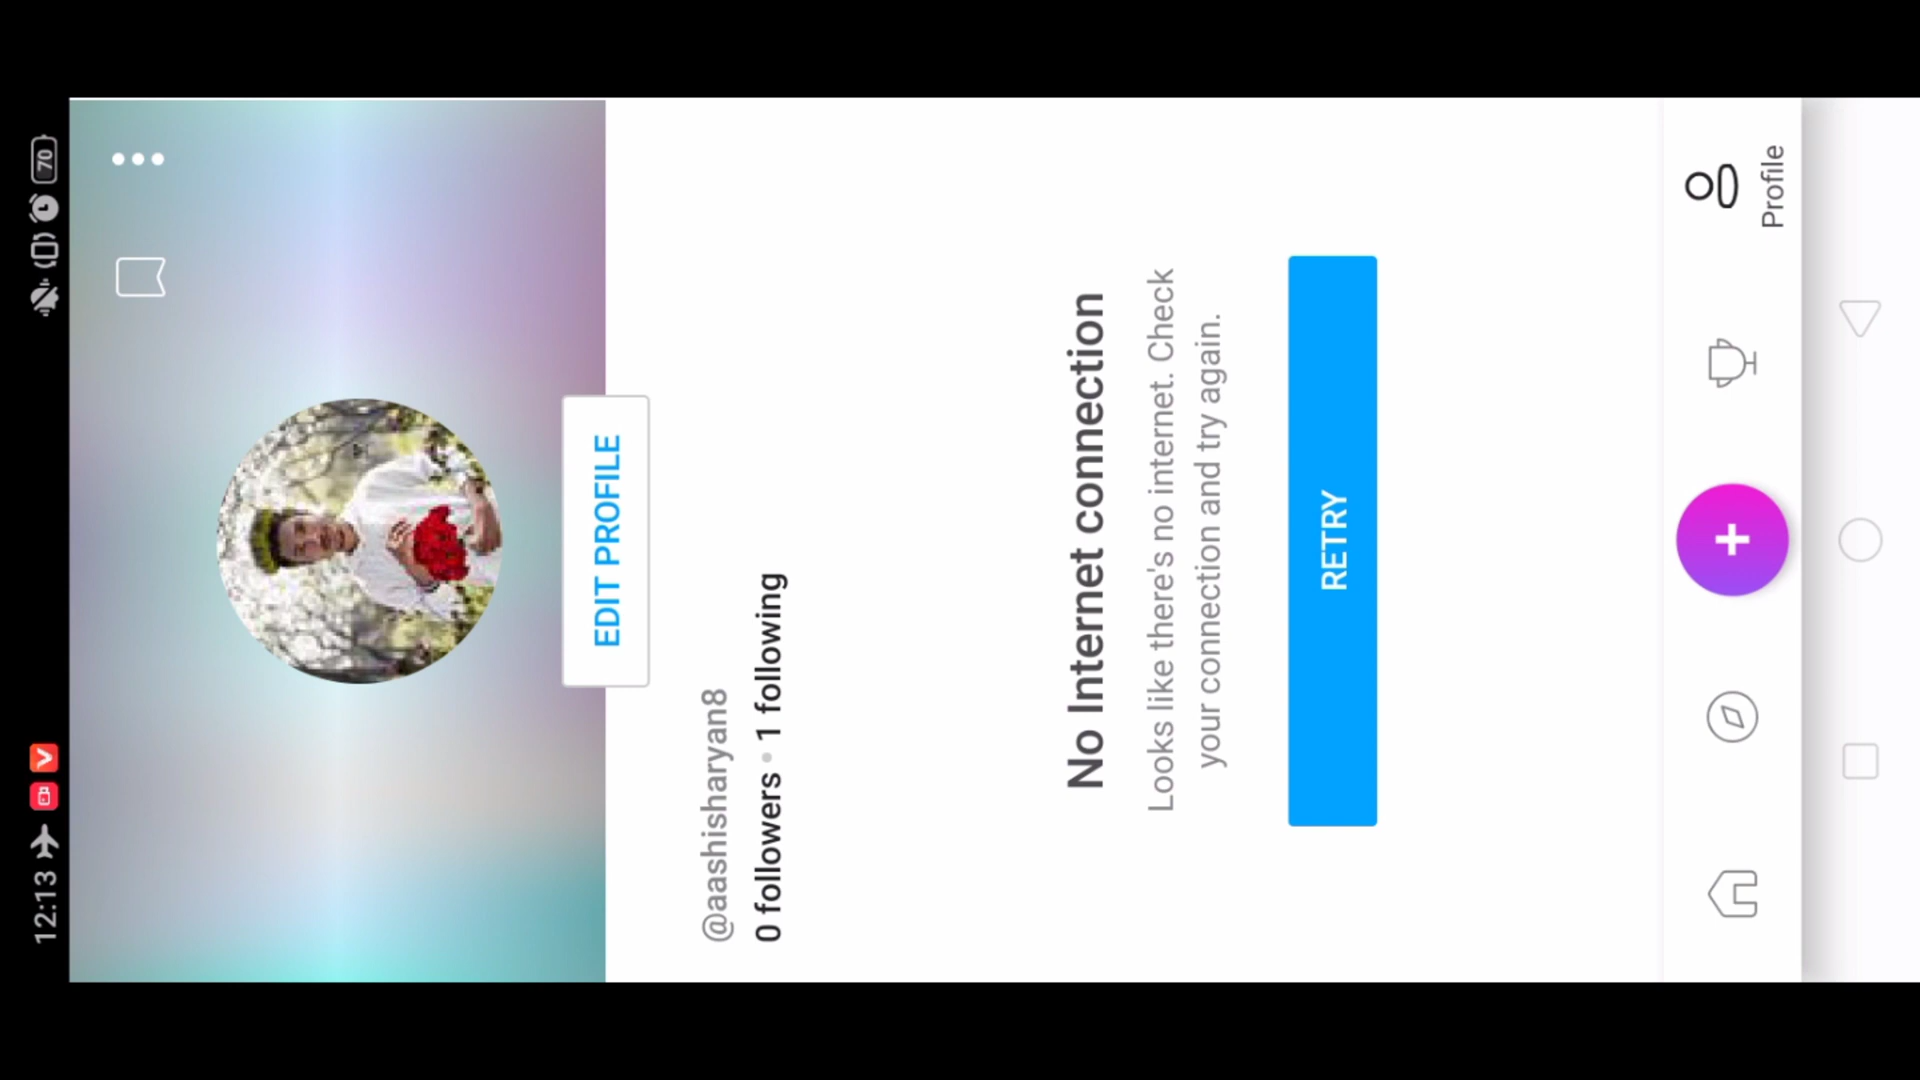 12:13
70
EDIT PROFILE
@aashisharyan8
0 followers • 1 following
No Internet connection
Looks like there's no internet. Check
your connection and try again.
RETRY
Profile